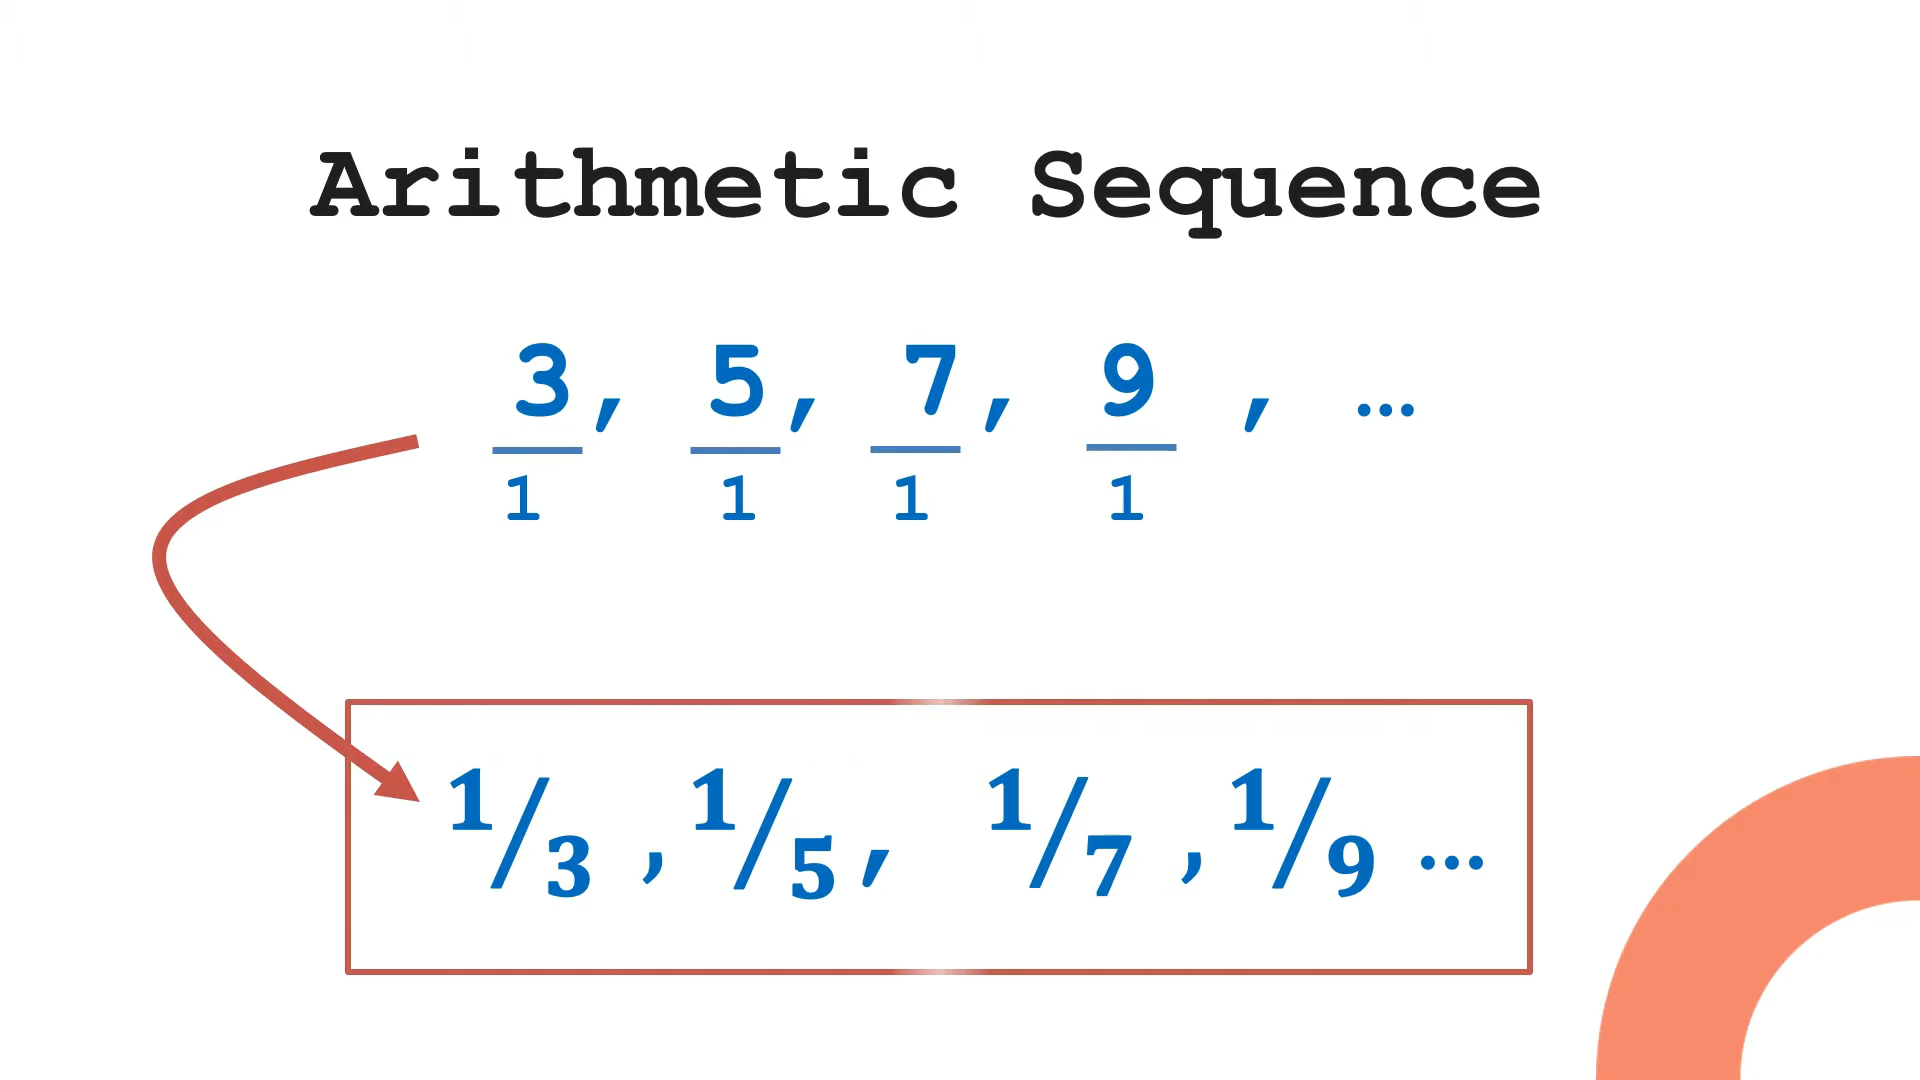 Arithmetic Sequence
3, 5, 7, 9 , …
1 1 1 1
1/3 , 1/5, 1/7 , 1/9 …